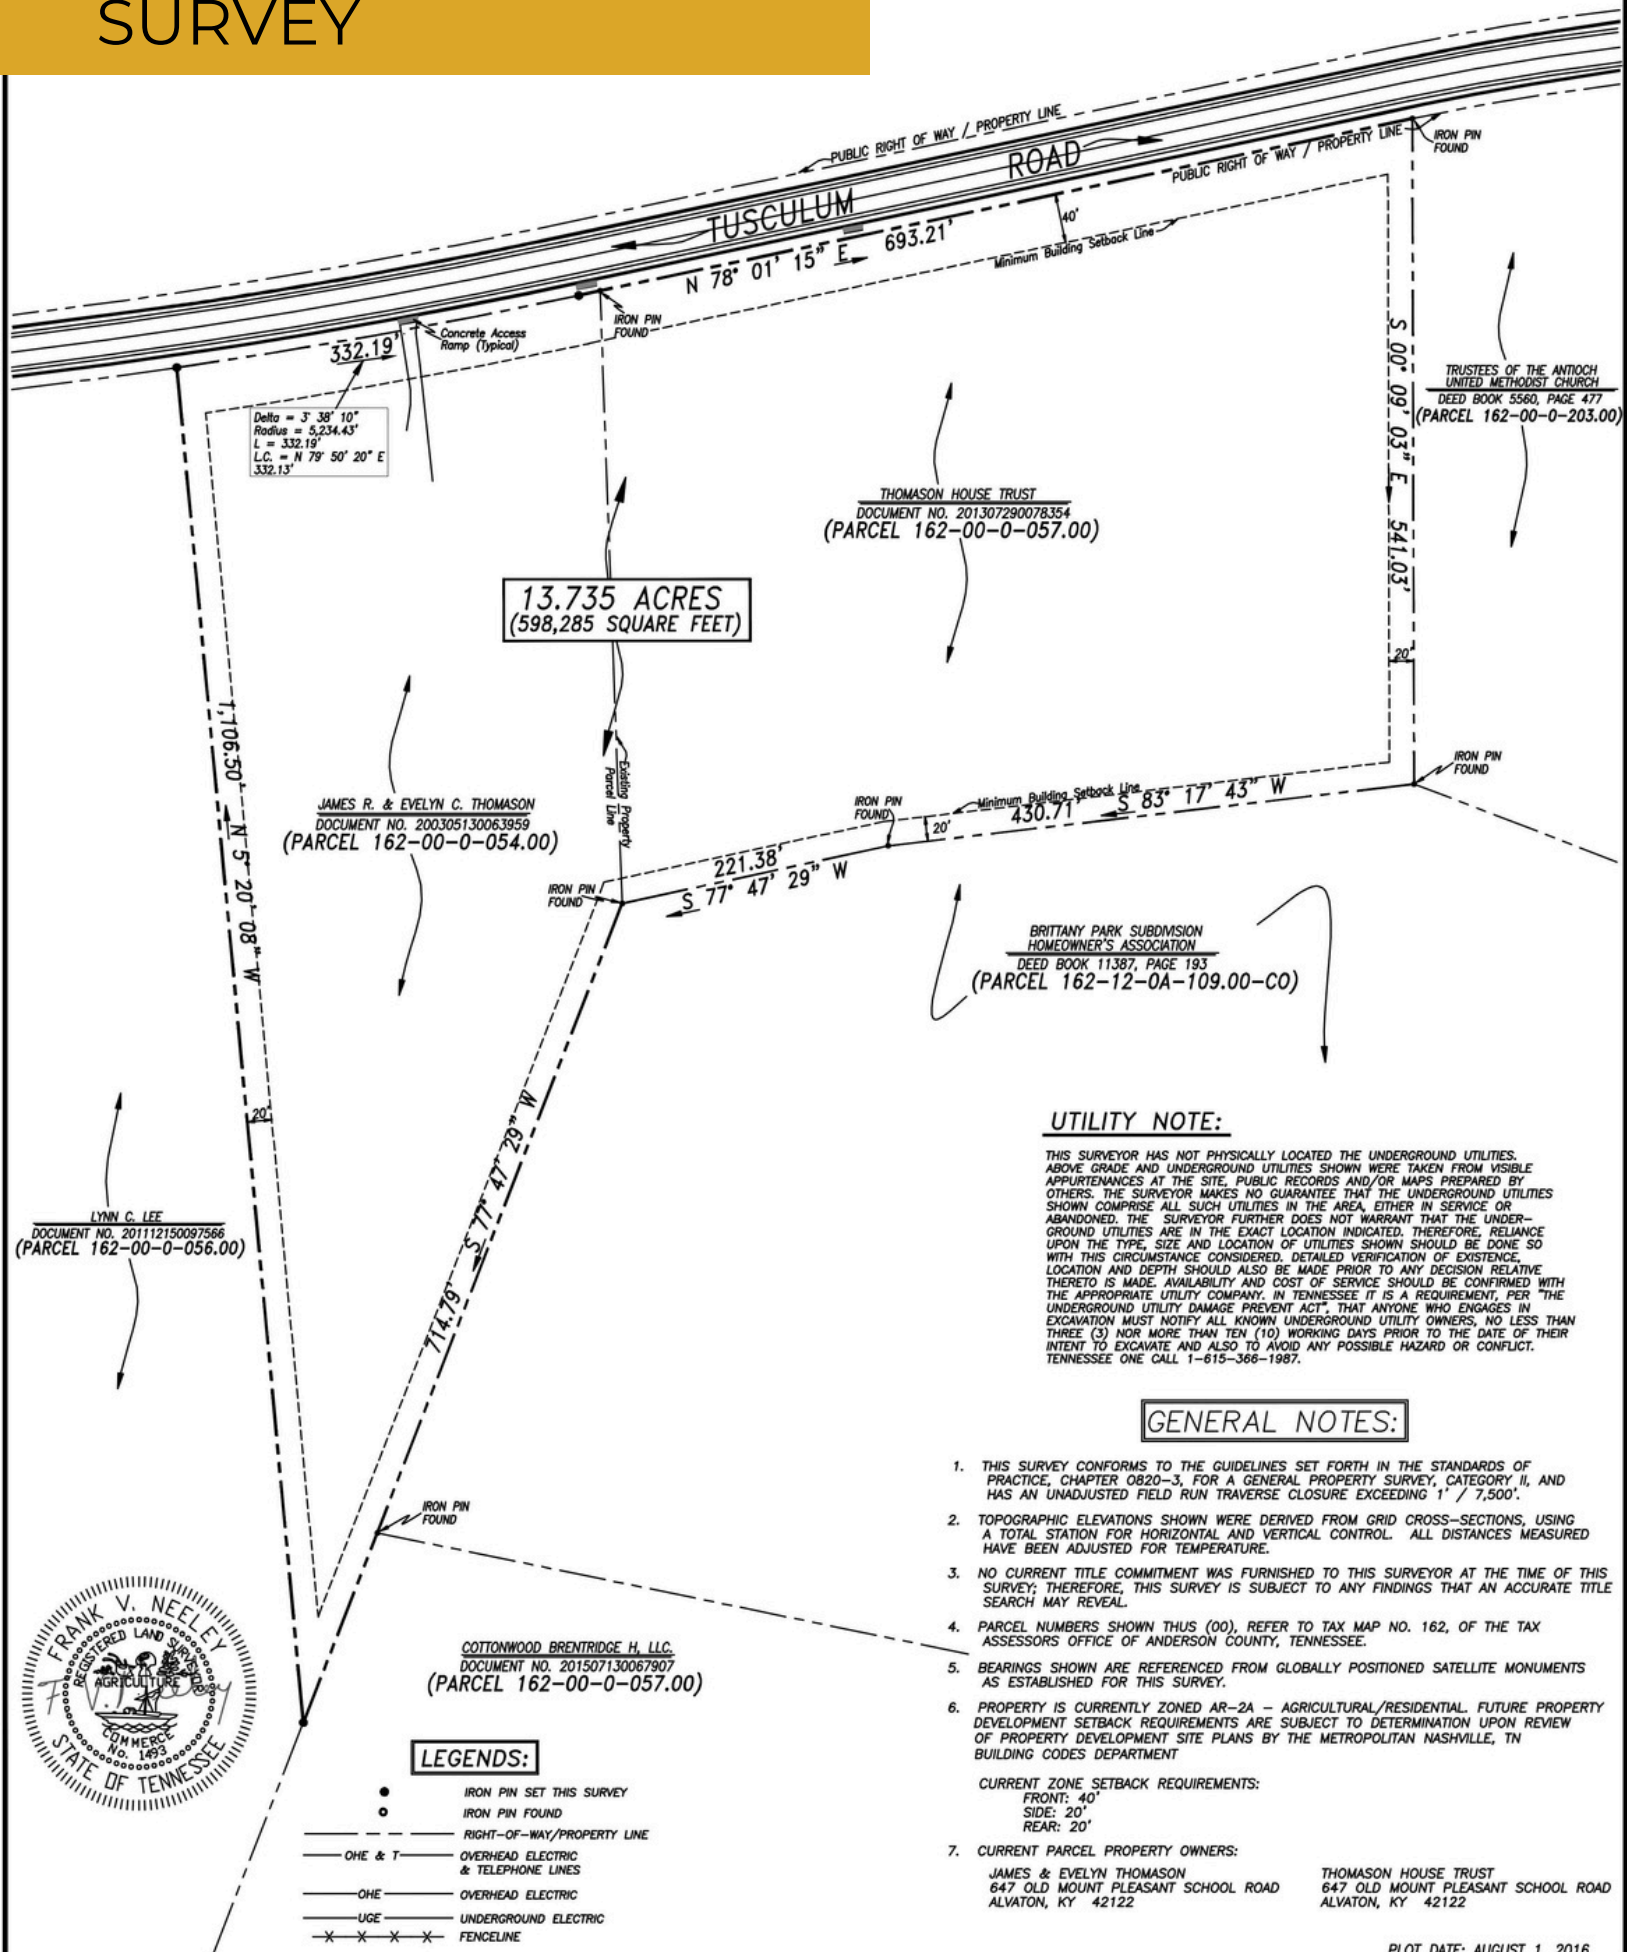 SURVEY
PUBLIC RIGHT OF WAY / PROPERTY LINE
TUSCULUM ROAD
PUBLIC RIGHT OF WAY / PROPERTY LINE
IRON PIN
FOUND
N 78° 01' 15" E 693.21'
40'
Minimum Building Setback Line
IRON PIN
FOUND
Concrete Access
Ramp (Typical)
332.19'
Delta = 3° 38' 10"
Radius = 5,234.43'
L = 332.19'
L.C. = N 79° 50' 20" E
332.13'
S 00° 09' 03" E 541.03'
TRUSTEES OF THE ANTIOCH
UNITED METHODIST CHURCH
DEED BOOK 5560, PAGE 477
(PARCEL 162-00-0-203.00)
THOMASON HOUSE TRUST
DOCUMENT NO. 201307290078354
(PARCEL 162-00-0-057.00)
13.735 ACRES
(598,285 SQUARE FEET)
20'
1,106.50' N 5° 20' 08" W
Existing Property
Parcel Line
JAMES R. & EVELYN C. THOMASON
DOCUMENT NO. 200305130063959
(PARCEL 162-00-0-054.00)
IRON PIN
FOUND
IRON PIN
FOUND
Minimum Building Setback Line
430.71' S 83° 17' 43" W
20'
221.38'
S 77° 47' 29" W
IRON PIN
FOUND
BRITTANY PARK SUBDIVISION
HOMEOWNER'S ASSOCIATION
DEED BOOK 11387, PAGE 193
(PARCEL 162-12-0A-109.00-CO)
20'
714.79' S 77° 47' 29" W
LYNN C. LEE
DOCUMENT NO. 201112150097566
(PARCEL 162-00-0-056.00)
UTILITY NOTE:
THIS SURVEYOR HAS NOT PHYSICALLY LOCATED THE UNDERGROUND UTILITIES.
ABOVE GRADE AND UNDERGROUND UTILITIES SHOWN WERE TAKEN FROM VISIBLE
APPURTENANCES AT THE SITE, PUBLIC RECORDS AND/OR MAPS PREPARED BY
OTHERS. THE SURVEYOR MAKES NO GUARANTEE THAT THE UNDERGROUND UTILITIES
SHOWN COMPRISE ALL SUCH UTILITIES IN THE AREA, EITHER IN SERVICE OR
ABANDONED. THE SURVEYOR FURTHER DOES NOT WARRANT THAT THE UNDER-
GROUND UTILITIES ARE IN THE EXACT LOCATION INDICATED. THEREFORE, RELIANCE
UPON THE TYPE, SIZE AND LOCATION OF UTILITIES SHOWN SHOULD BE DONE SO
WITH THIS CIRCUMSTANCE CONSIDERED. DETAILED VERIFICATION OF EXISTENCE,
LOCATION AND DEPTH SHOULD ALSO BE MADE PRIOR TO ANY DECISION RELATIVE
THERETO IS MADE. AVAILABILITY AND COST OF SERVICE SHOULD BE CONFIRMED WITH
THE APPROPRIATE UTILITY COMPANY. IN TENNESSEE IT IS A REQUIREMENT, PER "THE
UNDERGROUND UTILITY DAMAGE PREVENT ACT", THAT ANYONE WHO ENGAGES IN
EXCAVATION MUST NOTIFY ALL KNOWN UNDERGROUND UTILITY OWNERS, NO LESS THAN
THREE (3) NOR MORE THAN TEN (10) WORKING DAYS PRIOR TO THE DATE OF THEIR
INTENT TO EXCAVATE AND ALSO TO AVOID ANY POSSIBLE HAZARD OR CONFLICT.
TENNESSEE ONE CALL 1-615-366-1987.
GENERAL NOTES:
1. THIS SURVEY CONFORMS TO THE GUIDELINES SET FORTH IN THE STANDARDS OF
PRACTICE, CHAPTER 0820-3, FOR A GENERAL PROPERTY SURVEY, CATEGORY II, AND
HAS AN UNADJUSTED FIELD RUN TRAVERSE CLOSURE EXCEEDING 1' / 7,500'.
2. TOPOGRAPHIC ELEVATIONS SHOWN WERE DERIVED FROM GRID CROSS-SECTIONS, USING
A TOTAL STATION FOR HORIZONTAL AND VERTICAL CONTROL. ALL DISTANCES MEASURED
HAVE BEEN ADJUSTED FOR TEMPERATURE.
3. NO CURRENT TITLE COMMITMENT WAS FURNISHED TO THIS SURVEYOR AT THE TIME OF THIS
SURVEY; THEREFORE, THIS SURVEY IS SUBJECT TO ANY FINDINGS THAT AN ACCURATE TITLE
SEARCH MAY REVEAL.
4. PARCEL NUMBERS SHOWN THUS (00), REFER TO TAX MAP NO. 162, OF THE TAX
ASSESSORS OFFICE OF ANDERSON COUNTY, TENNESSEE.
5. BEARINGS SHOWN ARE REFERENCED FROM GLOBALLY POSITIONED SATELLITE MONUMENTS
AS ESTABLISHED FOR THIS SURVEY.
6. PROPERTY IS CURRENTLY ZONED AR-2A - AGRICULTURAL/RESIDENTIAL. FUTURE PROPERTY
DEVELOPMENT SETBACK REQUIREMENTS ARE SUBJECT TO DETERMINATION UPON REVIEW
OF PROPERTY DEVELOPMENT SITE PLANS BY THE METROPOLITAN NASHVILLE, TN
BUILDING CODES DEPARTMENT
CURRENT ZONE SETBACK REQUIREMENTS:
FRONT: 40'
SIDE: 20'
REAR: 20'
7. CURRENT PARCEL PROPERTY OWNERS:
JAMES & EVELYN THOMASON
647 OLD MOUNT PLEASANT SCHOOL ROAD
ALVATON, KY 42122
THOMASON HOUSE TRUST
647 OLD MOUNT PLEASANT SCHOOL ROAD
ALVATON, KY 42122
PLOT DATE: AUGUST 1, 2016
IRON PIN
FOUND
COTTONWOOD BRENTRIDGE H, LLC.
DOCUMENT NO. 201507130067907
(PARCEL 162-00-0-057.00)
FRANK V. NEELEY
REGISTERED LAND SURVEYOR
AGRICULTURE
COMMERCE
NO. 1493
STATE OF TENNESSEE
LEGENDS:
IRON PIN SET THIS SURVEY
IRON PIN FOUND
RIGHT-OF-WAY/PROPERTY LINE
OHE & T OVERHEAD ELECTRIC
& TELEPHONE LINES
OHE OVERHEAD ELECTRIC
UGE UNDERGROUND ELECTRIC
X X X X FENCELINE